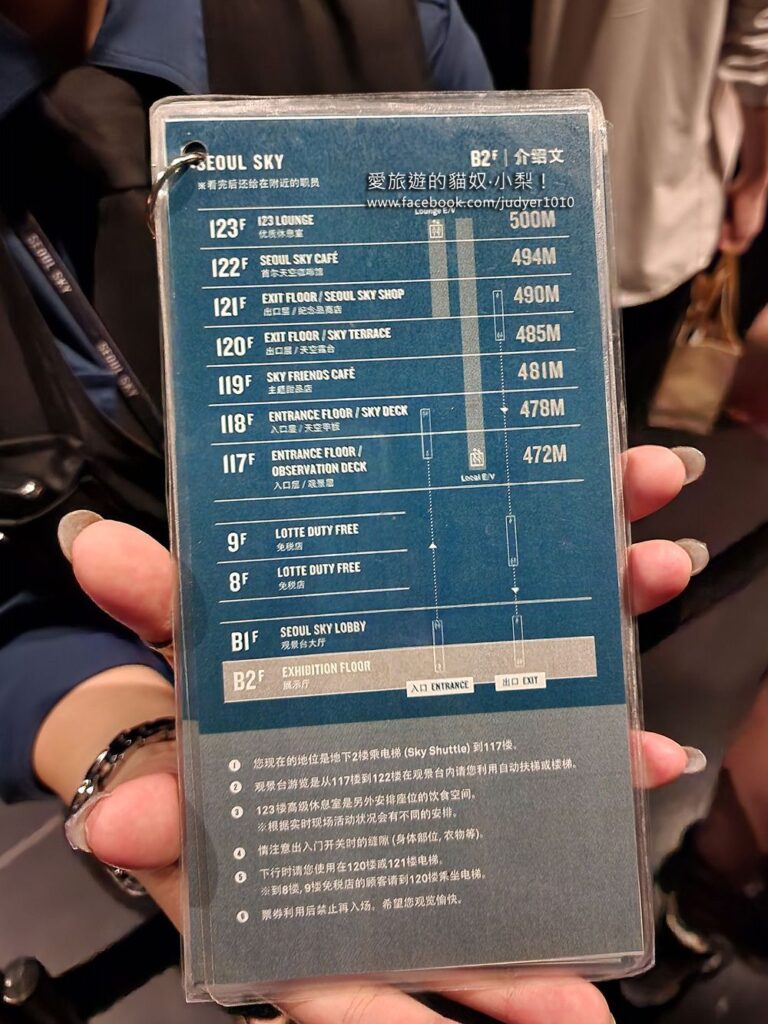 SEOUL SKY
B2F | 介绍文
※看完后还给在附近的职员
愛旅遊的貓奴‧小梨！
www.facebook.com/judyer1010
Lounge E/V
123F 123 LOUNGE 500M
优质休息室
122F SEOUL SKY CAFÉ 494M
首尔天空咖啡馆
121F EXIT FLOOR / SEOUL SKY SHOP 490M
出口层 / 纪念品商店
120F EXIT FLOOR / SKY TERRACE 485M
出口层 / 天空露台
119F SKY FRIENDS CAFÉ 481M
主题甜品店
118F ENTRANCE FLOOR / SKY DECK 478M
入口层 / 天空甲板
117F ENTRANCE FLOOR / 472M
OBSERVATION DECK
入口层 / 观景层
Local E/V
9F LOTTE DUTY FREE
免税店
8F LOTTE DUTY FREE
免税店
B1F SEOUL SKY LOBBY
观景台大厅
B2F EXHIBITION FLOOR
展示厅
入口 ENTRANCE
出口 EXIT
1 您现在的地位是地下2楼乘电梯 (Sky Shuttle) 到117楼。
2 观景台游览是从117楼到122楼在观景台内请您利用自动扶梯或楼梯。
3 123楼高级休息室是另外安排座位的饮食空间。
※根据实时现场活动状况会有不同的安排。
4 情注意出入门开关时的缝隙 (身体部位, 衣物等)。
5 下行时请您使用在120楼或121楼电梯。
※到8楼, 9楼免税店的顾客请到120楼乘坐电梯。
6 票券利用后禁止再入场。希望您观览愉快。
SEOUL SKY
SEOUL SKY